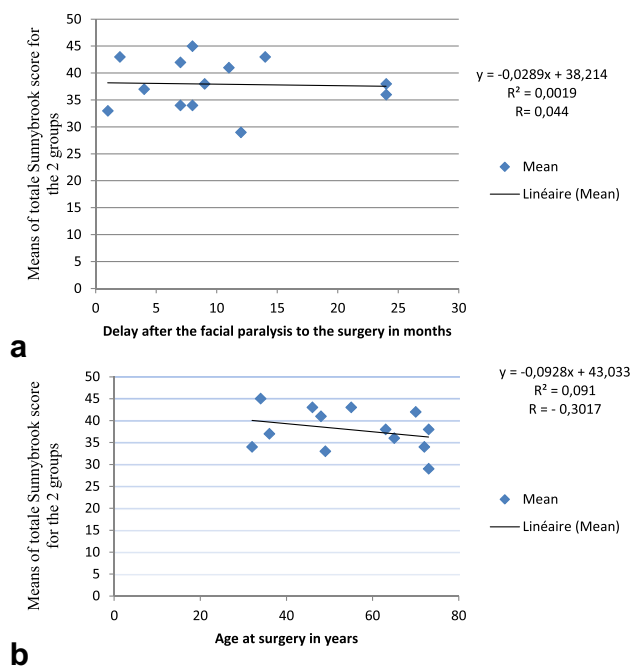 50
45
40
35
30
25
20
15
10
5
0
0 5 10 15 20 25 30
Means of totale Sunnybrook score for
the 2 groups
Delay after the facial paralysis to the surgery in months
y = -0,0289x + 38,214
R² = 0,0019
R= 0,044
Mean
Linéaire (Mean)
a
50
45
40
35
30
25
20
15
10
5
0
0 20 40 60 80
Means of totale Sunnybrook score
for the 2 groups
Age at surgery in years
y = -0,0928x + 43,033
R² = 0,091
R = - 0,3017
Mean
Linéaire (Mean)
b